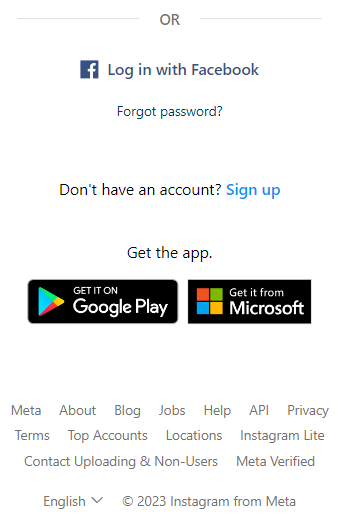 OR
Log in with Facebook
Forgot password?
Don't have an account? Sign up
Get the app.
GET IT ON
Google Play
Get it from
Microsoft
Meta About Blog Jobs Help API Privacy
Terms Top Accounts Locations Instagram Lite
Contact Uploading & Non-Users Meta Verified
English © 2023 Instagram from Meta